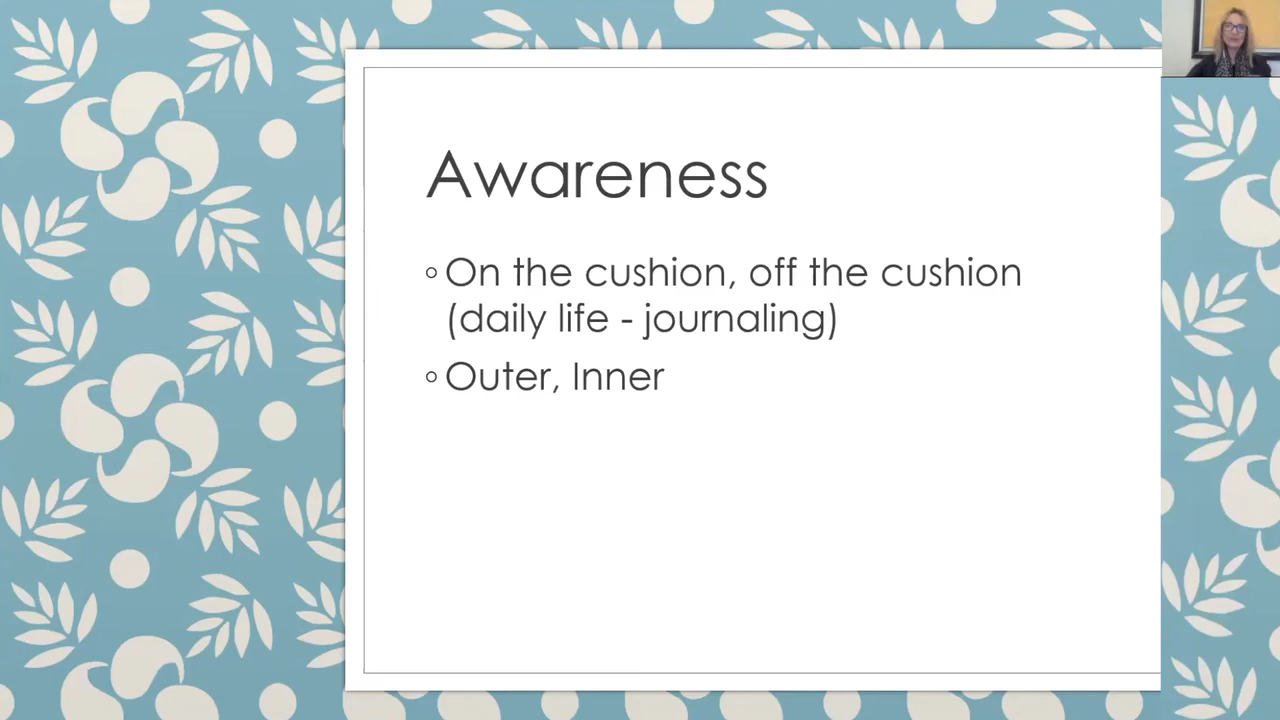 Awareness
◦ On the cushion, off the cushion
(daily life - journaling)
◦ Outer, Inner